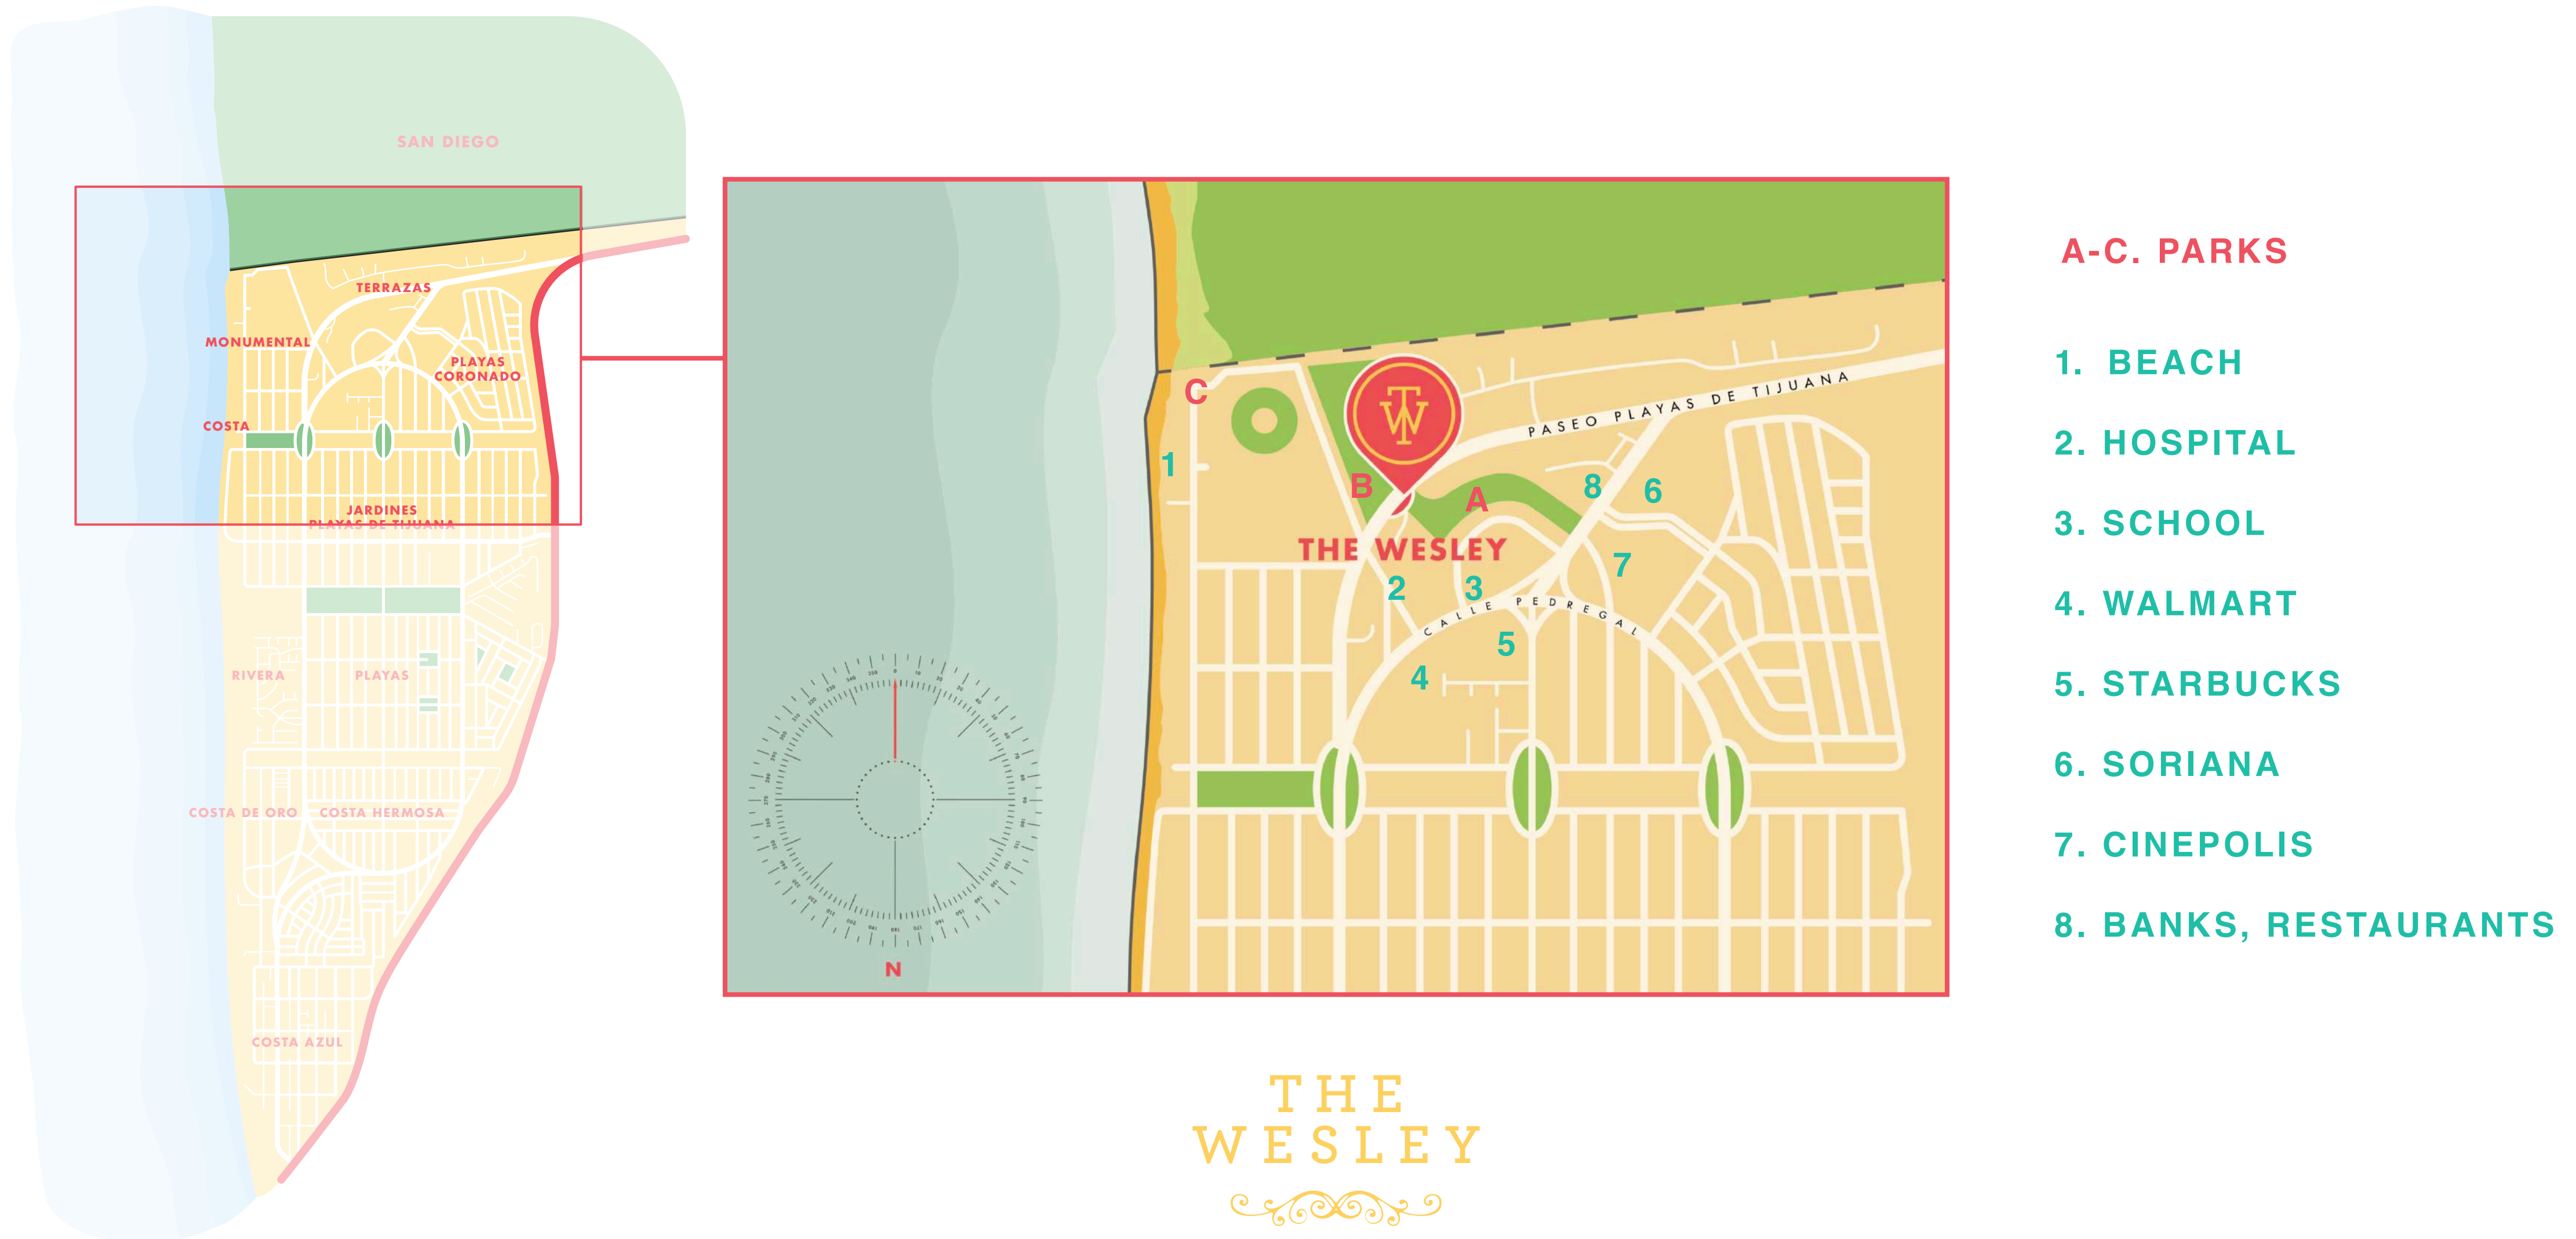 SAN DIEGO
TERRAZAS
MONUMENTAL
PLAYAS
CORONADO
COSTA
JARDINES
PLAYAS DE TIJUANA
RIVERA
PLAYAS
COSTA DE ORO
COSTA HERMOSA
COSTA AZUL
C
TW
PASEO PLAYAS DE TIJUANA
1
B
A
8
6
THE WESLEY
7
2
3
CALLE PEDREGAL
5
4
N
A-C. PARKS
1. BEACH
2. HOSPITAL
3. SCHOOL
4. WALMART
5. STARBUCKS
6. SORIANA
7. CINEPOLIS
8. BANKS, RESTAURANTS
THE
WESLEY